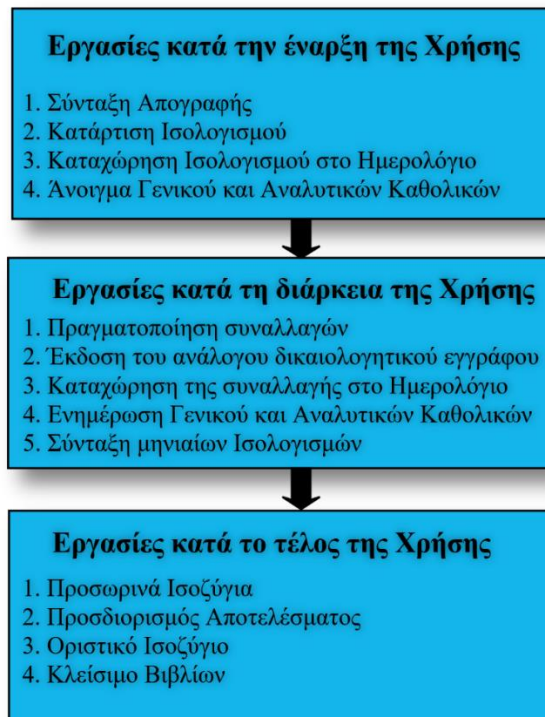 Εργασίες κατά την έναρξη της Χρήσης
1. Σύνταξη Απογραφής
2. Κατάρτιση Ισολογισμού
3. Καταχώρηση Ισολογισμού στο Ημερολόγιο
4. Άνοιγμα Γενικού και Αναλυτικών Καθολικών
Εργασίες κατά τη διάρκεια της Χρήσης
1. Πραγματοποίηση συναλλαγών
2. Έκδοση του ανάλογου δικαιολογητικού εγγράφου
3. Καταχώρηση της συναλλαγής στο Ημερολόγιο
4. Ενημέρωση Γενικού και Αναλυτικών Καθολικών
5. Σύνταξη μηνιαίων Ισολογισμών
Εργασίες κατά το τέλος της Χρήσης
1. Προσωρινά Ισοζύγια
2. Προσδιορισμός Αποτελέσματος
3. Οριστικό Ισοζύγιο
4. Κλείσιμο Βιβλίων